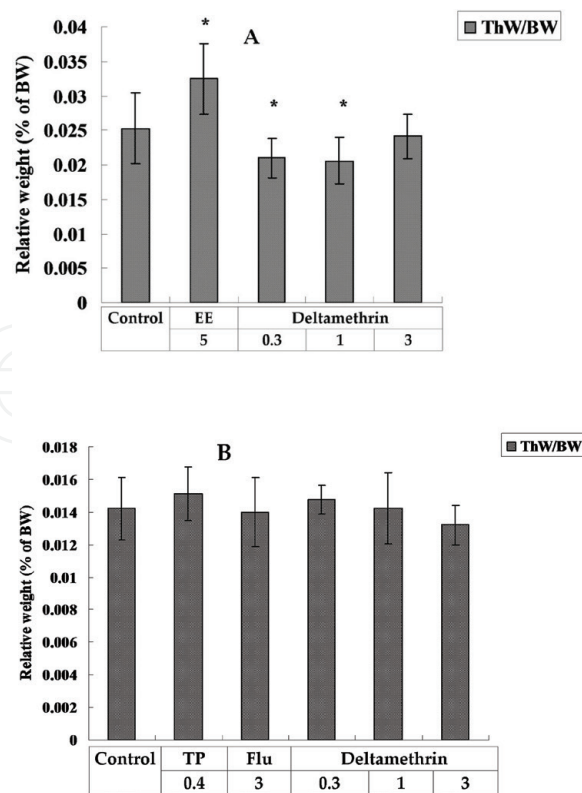 A
ThW/BW
Relative weight (% of BW)
0.04
0.035
0.03
0.025
0.02
0.015
0.01
0.005
0
*
*
*
Control EE Deltamethrin
5 0.3 1 3
B
ThW/BW
Relative weight (% of BW)
0.018
0.016
0.014
0.012
0.01
0.008
0.006
0.004
0.002
0
Control TP Flu Deltamethrin
0.4 3 0.3 1 3